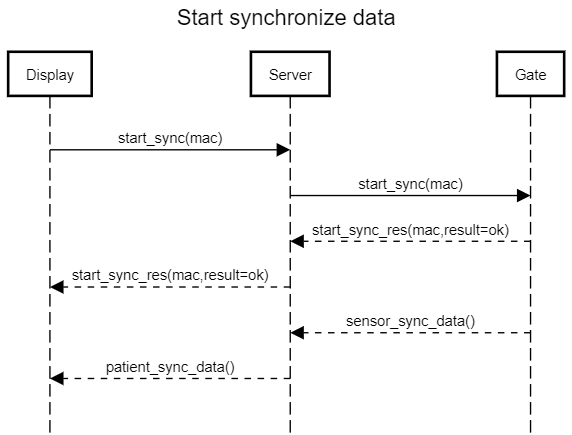 Start synchronize data
Display
Server
Gate
start_sync(mac)
start_sync(mac)
start_sync_res(mac,result=ok)
start_sync_res(mac,result=ok)
sensor_sync_data()
patient_sync_data()